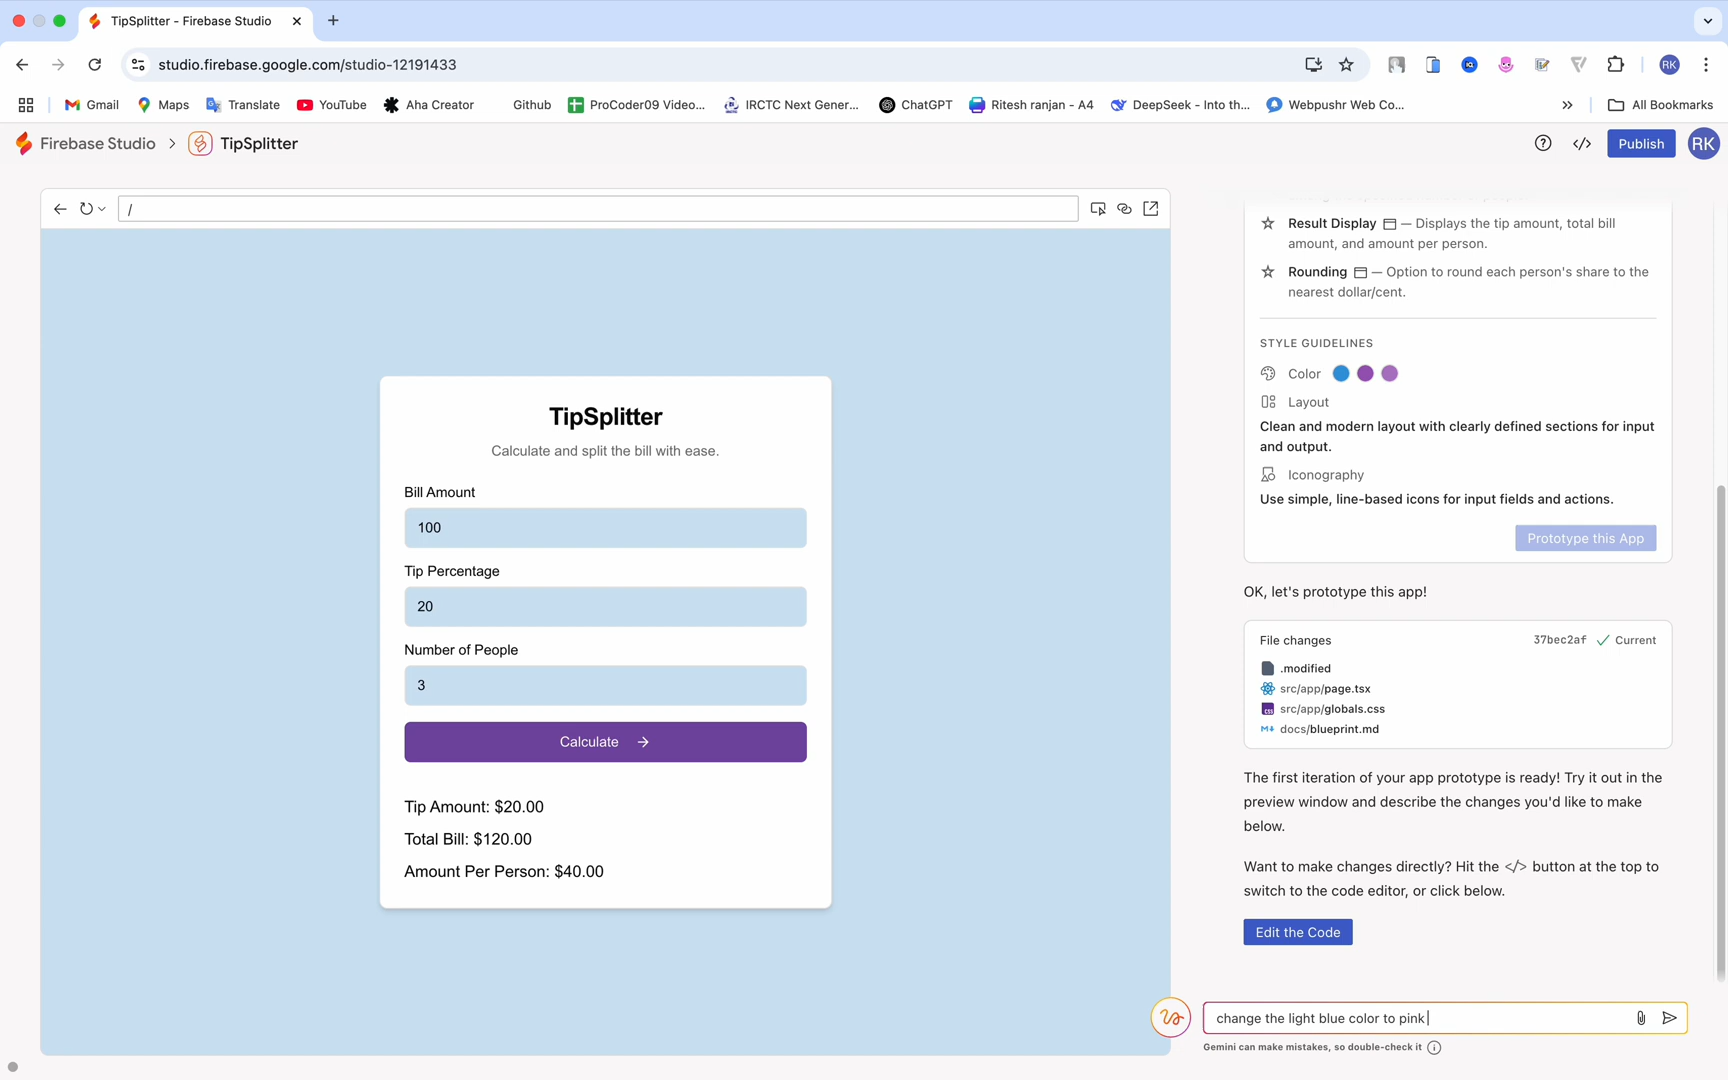 TipSplitter - Firebase Studio
studio.firebase.google.com/studio-12191433
RK
Gmail
Maps
Translate
YouTube
Aha Creator
Github
ProCoder09 Video...
IRCTC Next Gener...
ChatGPT
Ritesh ranjan - A4
DeepSeek - Into th...
Webpushr Web Co...
All Bookmarks
Firebase Studio > TipSplitter
Publish
RK
/
TipSplitter
Calculate and split the bill with ease.
Bill Amount
100
Tip Percentage
20
Number of People
3
Calculate →
Tip Amount: $20.00
Total Bill: $120.00
Amount Per Person: $40.00
Result Display — Displays the tip amount, total bill
amount, and amount per person.
Rounding — Option to round each person's share to the
nearest dollar/cent.
STYLE GUIDELINES
Color
Layout
Clean and modern layout with clearly defined sections for input
and output.
Iconography
Use simple, line-based icons for input fields and actions.
Prototype this App
OK, let's prototype this app!
File changes 37bec2af ✓ Current
.modified
src/app/page.tsx
src/app/globals.css
docs/blueprint.md
The first iteration of your app prototype is ready! Try it out in the
preview window and describe the changes you'd like to make
below.
Want to make changes directly? Hit the </> button at the top to
switch to the code editor, or click below.
Edit the Code
change the light blue color to pink
Gemini can make mistakes, so double-check it